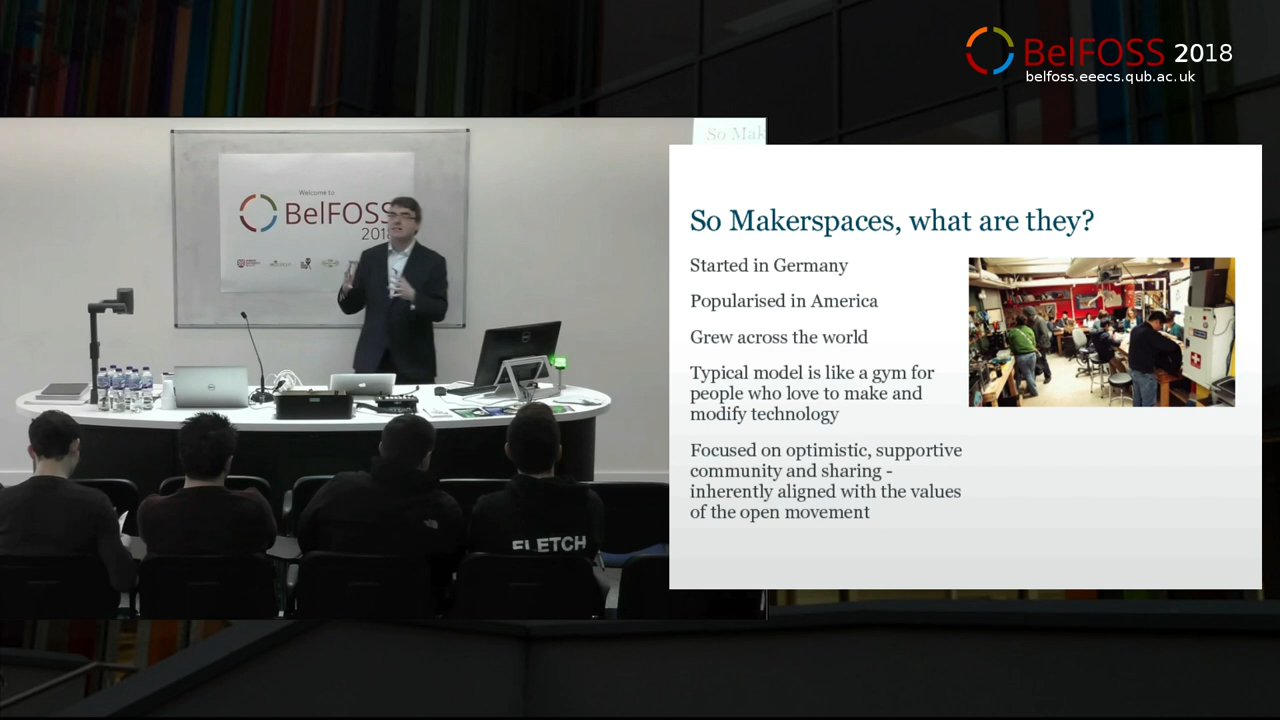 BelFOSS 2018
belfoss.eeecs.qub.ac.uk
So Mak
Welcome to
BelFOSS
2018
So Makerspaces, what are they?
Started in Germany
Popularised in America
Grew across the world
Typical model is like a gym for
people who love to make and
modify technology
Focused on optimistic, supportive
community and sharing -
inherently aligned with the values
of the open movement
FLETCH